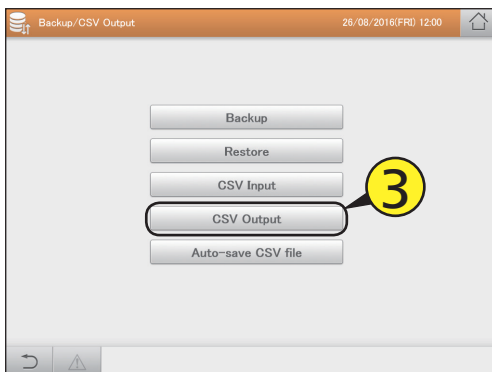 Backup/CSV Output 26/08/2016(FRI) 12:00
Backup
Restore
CSV Input
CSV Output
Auto-save CSV file
3